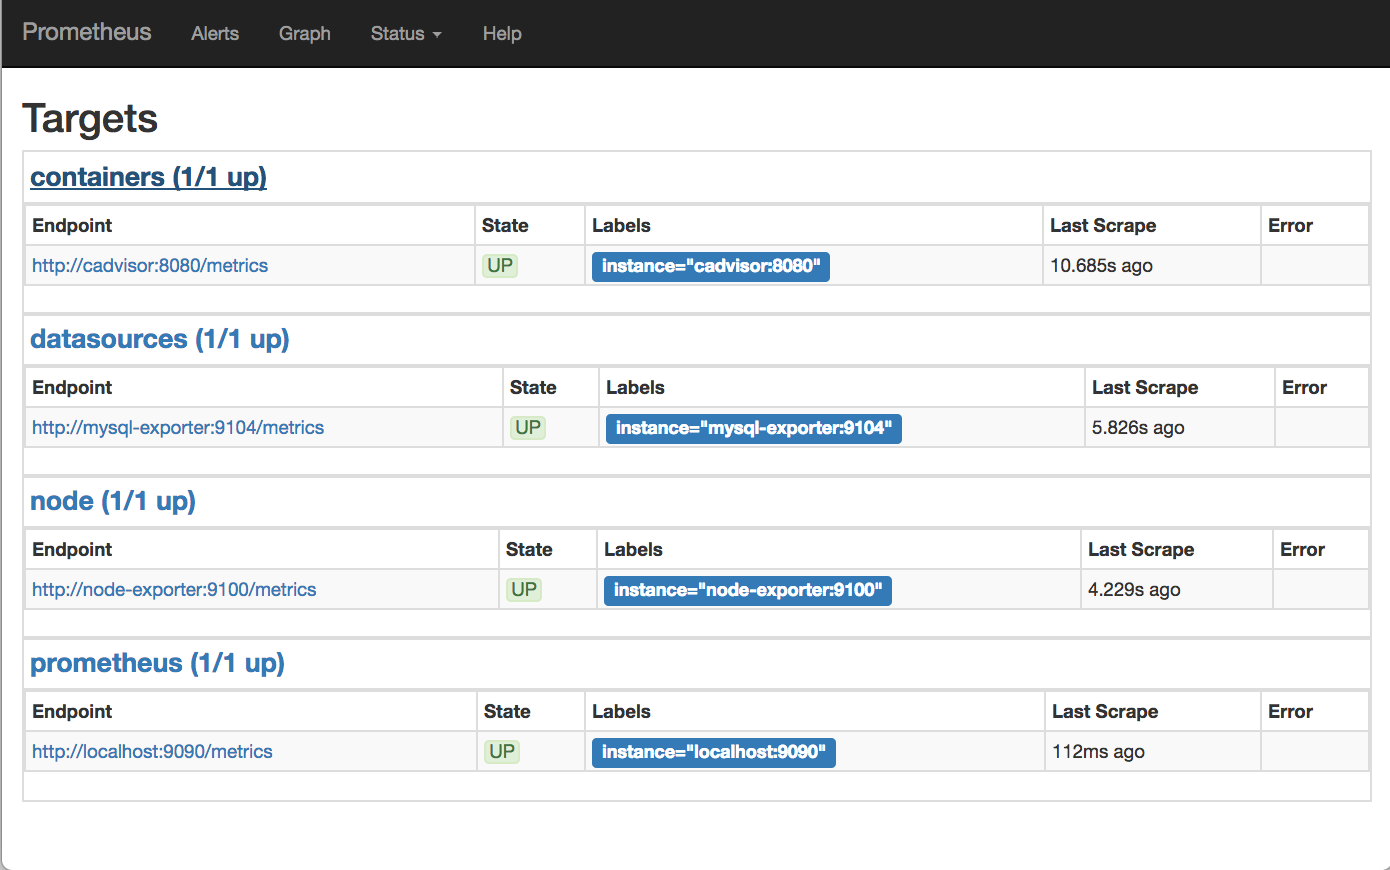 Prometheus Alerts Graph Status Help
Targets
containers (1/1 up)
Endpoint State Labels Last Scrape Error
http://cadvisor:8080/metrics UP instance="cadvisor:8080" 10.685s ago
datasources (1/1 up)
Endpoint State Labels Last Scrape Error
http://mysql-exporter:9104/metrics UP instance="mysql-exporter:9104" 5.826s ago
node (1/1 up)
Endpoint State Labels Last Scrape Error
http://node-exporter:9100/metrics UP instance="node-exporter:9100" 4.229s ago
prometheus (1/1 up)
Endpoint State Labels Last Scrape Error
http://localhost:9090/metrics UP instance="localhost:9090" 112ms ago